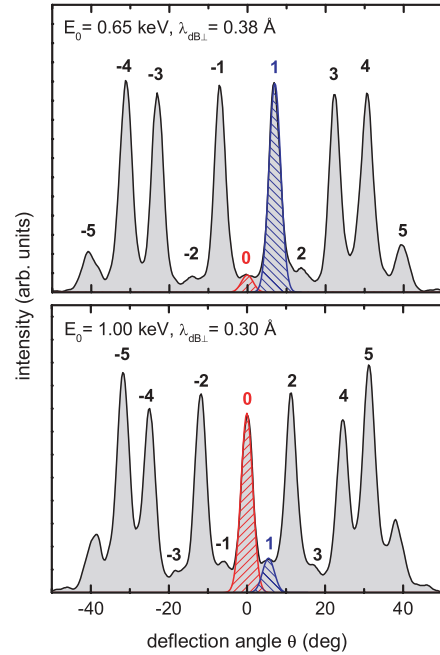 E₀= 0.65 keV, λdB⊥= 0.38 Å
-4 -3 -1 1 3 4
-5 -2 0 2 5
E₀= 1.00 keV, λdB⊥= 0.30 Å
-5 -4 -2 0 2 4 5
-3 -1 1 3
-40 -20 0 20 40
deflection angle θ (deg)
intensity (arb. units)